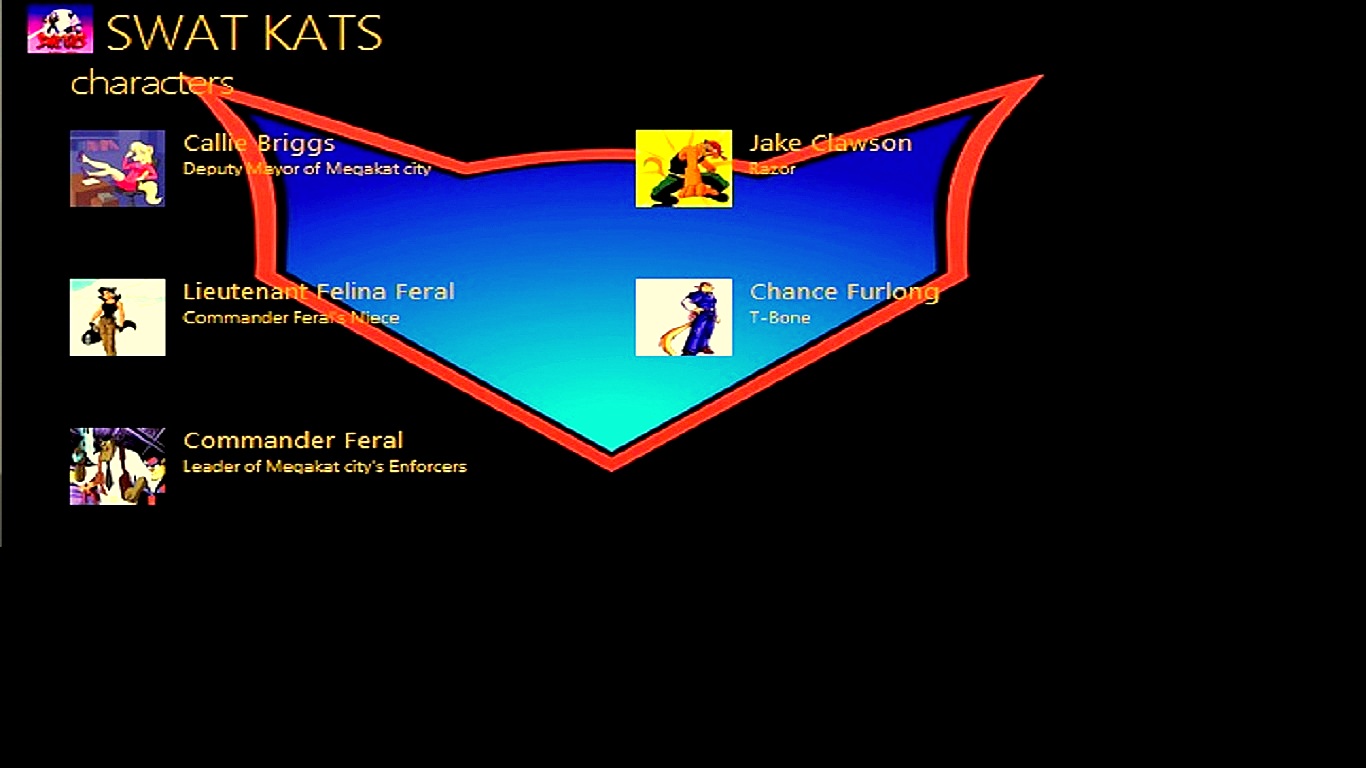 SWAT KATS
characters
Callie Briggs
Deputy Mayor of Megakat city
Jake Clawson
Razor
Lieutenant Felina Feral
Commander Feral's Niece
Chance Furlong
T-Bone
Commander Feral
Leader of Megakat city's Enforcers